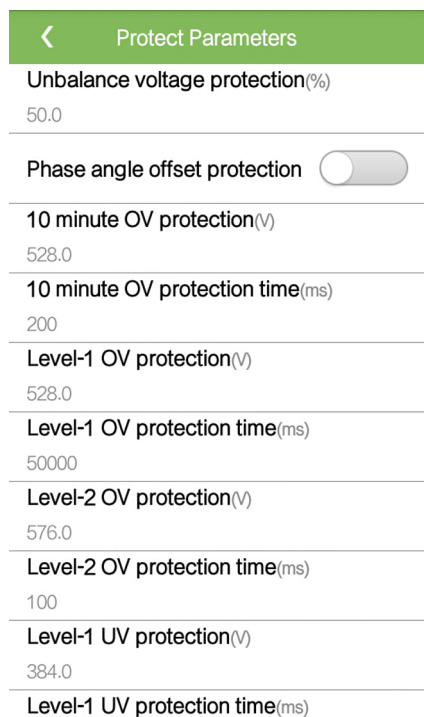 Protect Parameters
Unbalance voltage protection(%)
50.0
Phase angle offset protection
10 minute OV protection(V)
528.0
10 minute OV protection time(ms)
200
Level-1 OV protection(V)
528.0
Level-1 OV protection time(ms)
50000
Level-2 OV protection(V)
576.0
Level-2 OV protection time(ms)
100
Level-1 UV protection(V)
384.0
Level-1 UV protection time(ms)